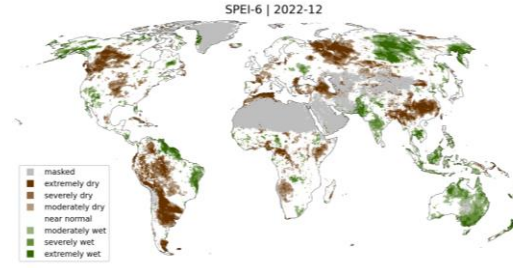 SPEI-6 | 2022-12
masked
extremely dry
severely dry
moderately dry
near normal
moderately wet
severely wet
extremely wet